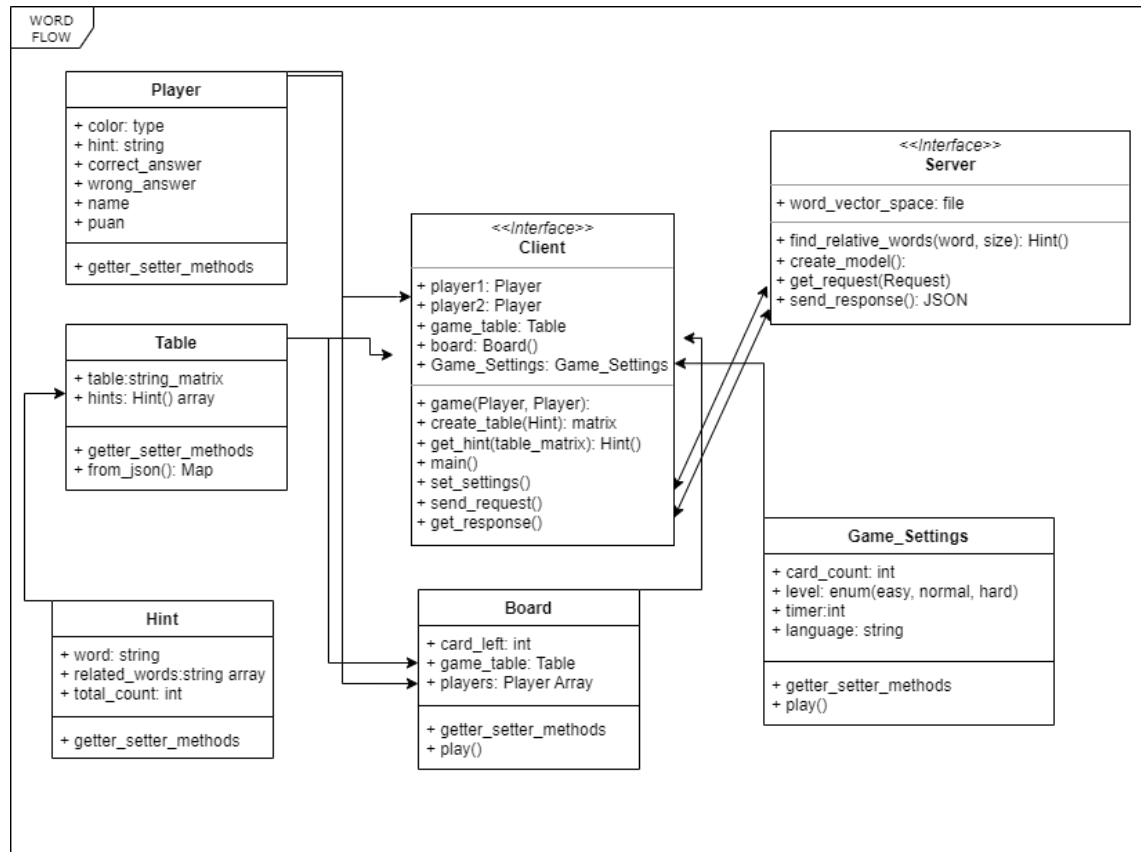 WORD
FLOW
Player
+ color: type
+ hint: string
+ correct_answer
+ wrong_answer
+ name
+ puan
+ getter_setter_methods
<<Interface>>
Server
+ word_vector_space: file
+ find_relative_words(word, size): Hint()
+ create_model():
+ get_request(Request)
+ send_response(): JSON
<<Interface>>
Client
+ player1: Player
+ player2: Player
+ game_table: Table
+ board: Board()
+ Game_Settings: Game_Settings
+ game(Player, Player):
+ create_table(Hint): matrix
+ get_hint(table_matrix): Hint()
+ main()
+ set_settings()
+ send_request()
+ get_response()
Table
+ table:string_matrix
+ hints: Hint() array
+ getter_setter_methods
+ from_json(): Map
Game_Settings
+ card_count: int
+ level: enum(easy, normal, hard)
+ timer:int
+ language: string
+ getter_setter_methods
+ play()
Hint
+ word: string
+ related_words:string array
+ total_count: int
+ getter_setter_methods
Board
+ card_left: int
+ game_table: Table
+ players: Player Array
+ getter_setter_methods
+ play()